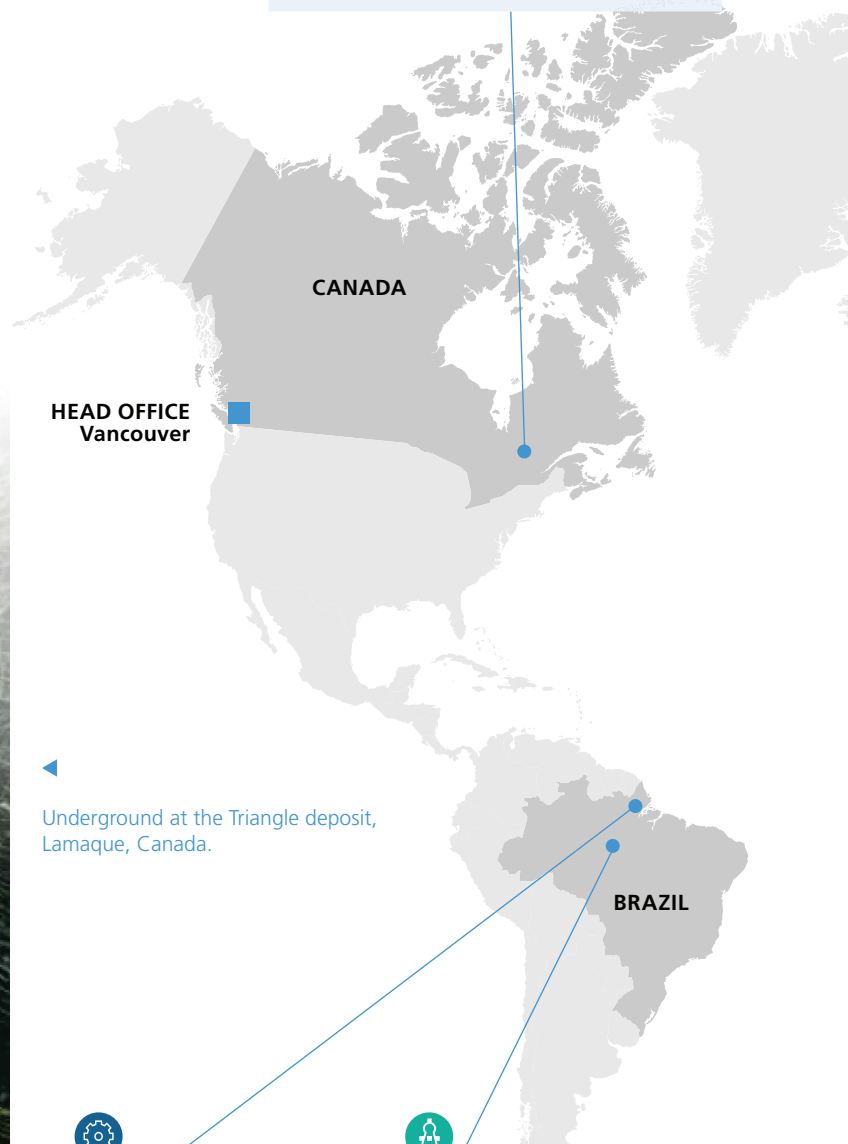 CANADA
HEAD OFFICE
Vancouver
Underground at the Triangle deposit,
Lamaque, Canada.
BRAZIL